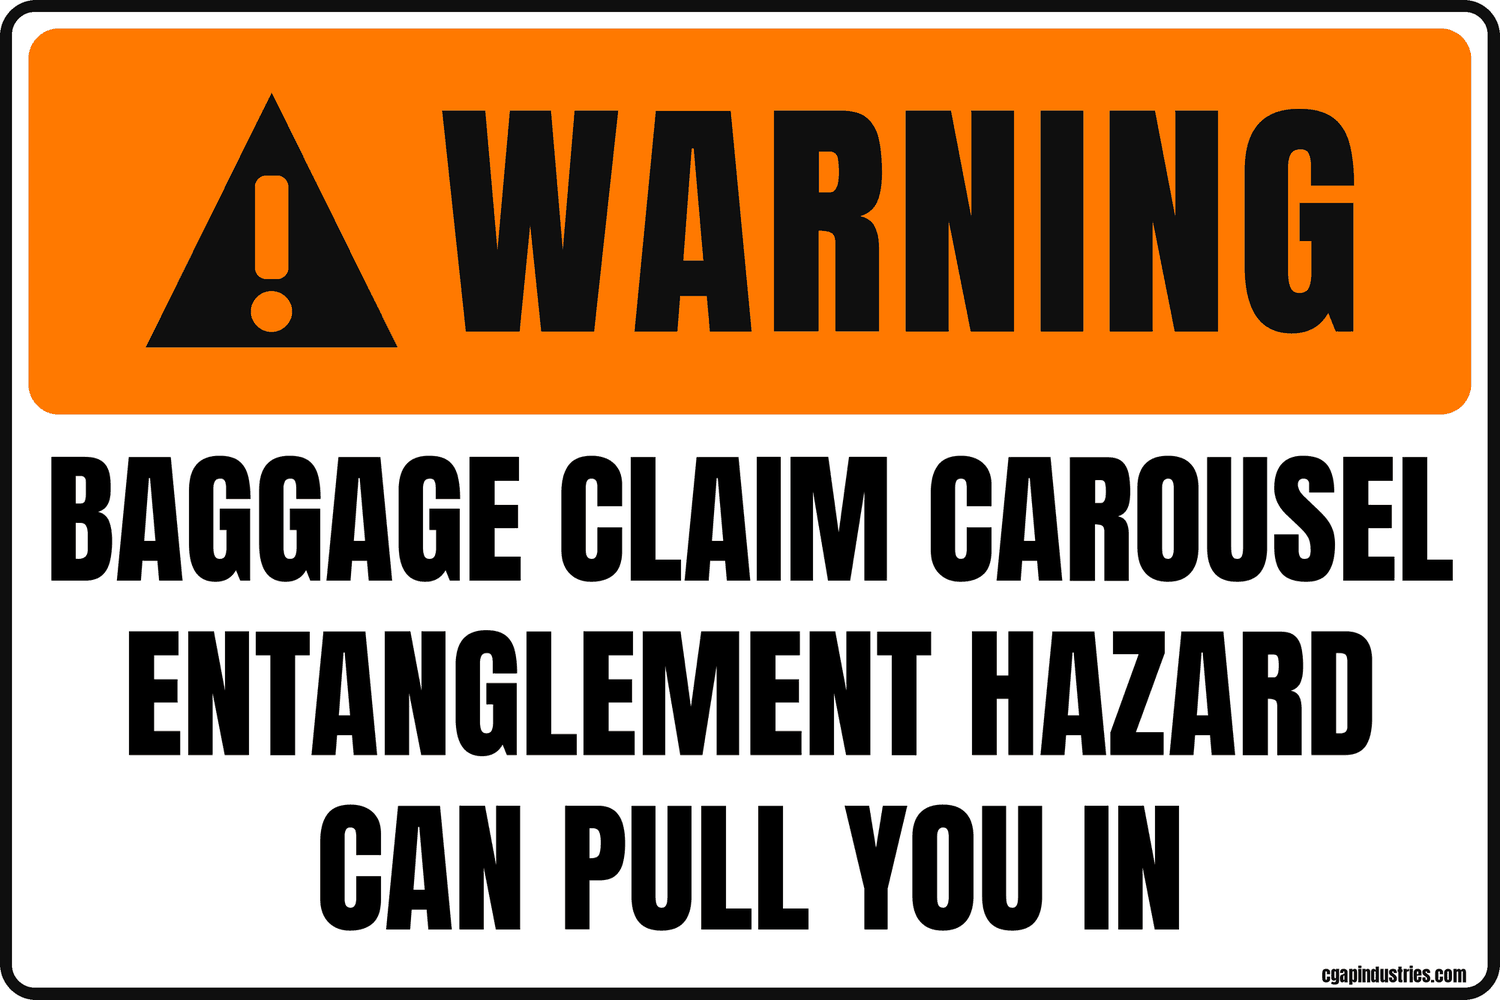 WARNING
BAGGAGE CLAIM CAROUSEL
ENTANGLEMENT HAZARD
CAN PULL YOU IN
cgapindustries.com